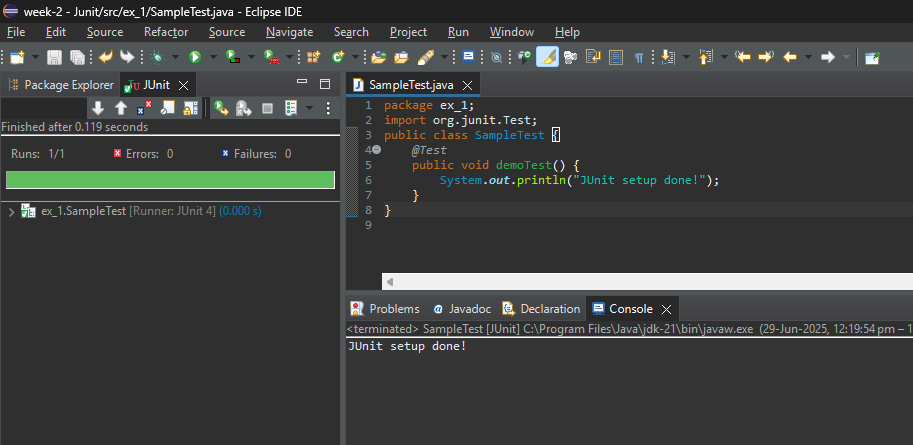 week-2 - Junit/src/ex_1/SampleTest.java - Eclipse IDE
File Edit Source Refactor Source Navigate Search Project Run Window Help
Package Explorer JUnit
Finished after 0.119 seconds
Runs: 1/1 Errors: 0 Failures: 0
ex_1.SampleTest [Runner: JUnit 4] (0.000 s)
SampleTest.java
1 package ex_1;
2 import org.junit.Test;
3 public class SampleTest {
4 @Test
5 public void demoTest() {
6 System.out.println("JUnit setup done!");
7 }
8 }
9
Problems @ Javadoc Declaration Console
<terminated> SampleTest [JUnit] C:\Program Files\Java\jdk-21\bin\javaw.exe (29-Jun-2025, 12:19:54 pm – 1
JUnit setup done!